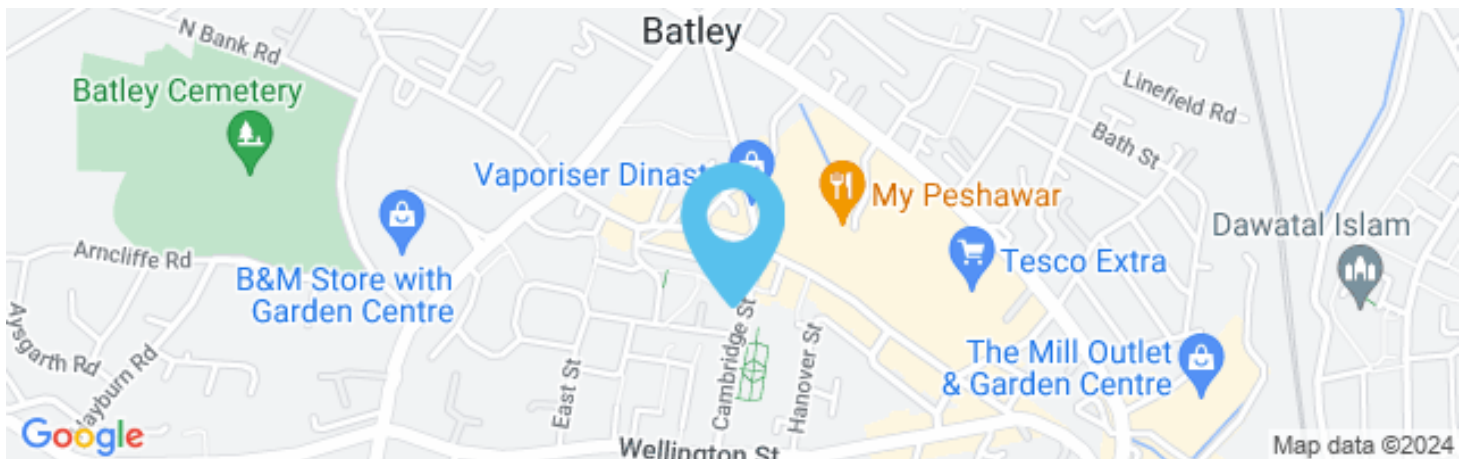 N Bank Rd
Batley
Batley Cemetery
Linefield Rd
Bath St
Vaporiser Dinast
My Peshawar
Dawatal Islam
Arncliffe Rd
B&M Store with
Garden Centre
Tesco Extra
Aysgarth Rd
Cambridge St
Hanover St
East St
The Mill Outlet
& Garden Centre
Wellington St
Google
Map data ©2024